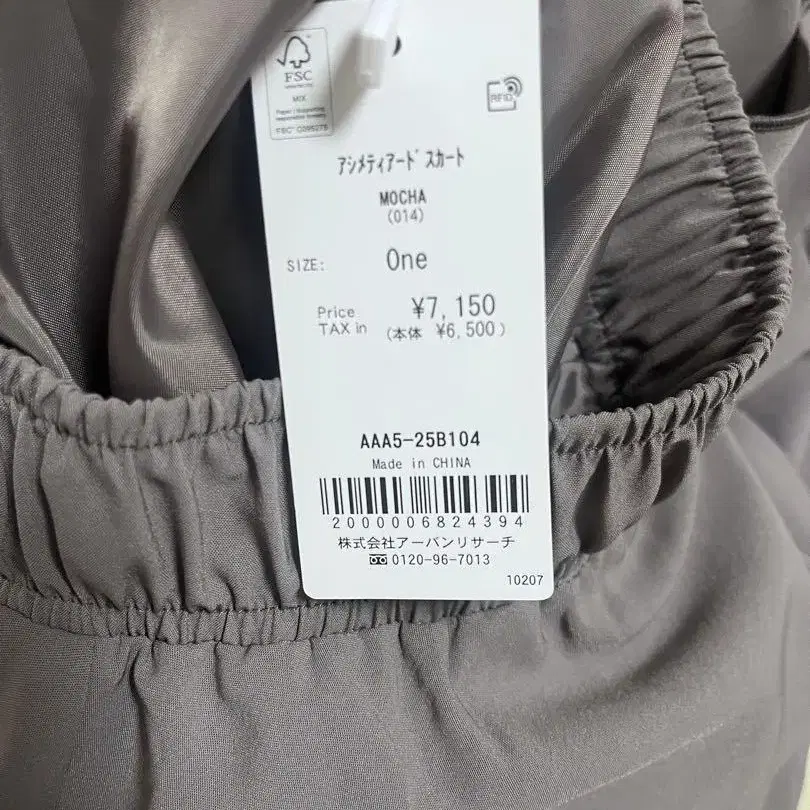 FSC
MIX
RFID
アシメティアード スカート
MOCHA
(014)
SIZE: One
Price TAX in ¥7,150
(本体 ¥6,500)
AAA5-25B104
Made in CHINA
2000006824394
株式会社アーバンリサーチ
0120-96-7013
10207